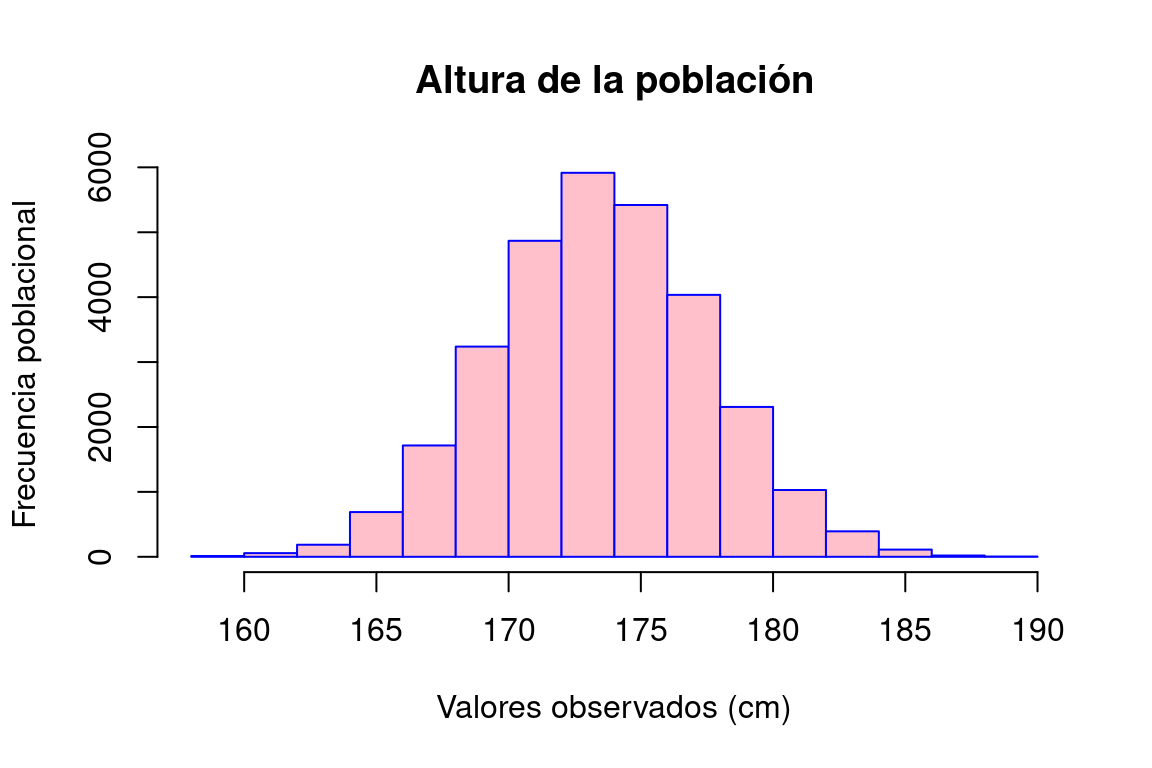 Altura de la población
Frecuencia poblacional
6000
4000
2000
0
160 165 170 175 180 185 190
Valores observados (cm)